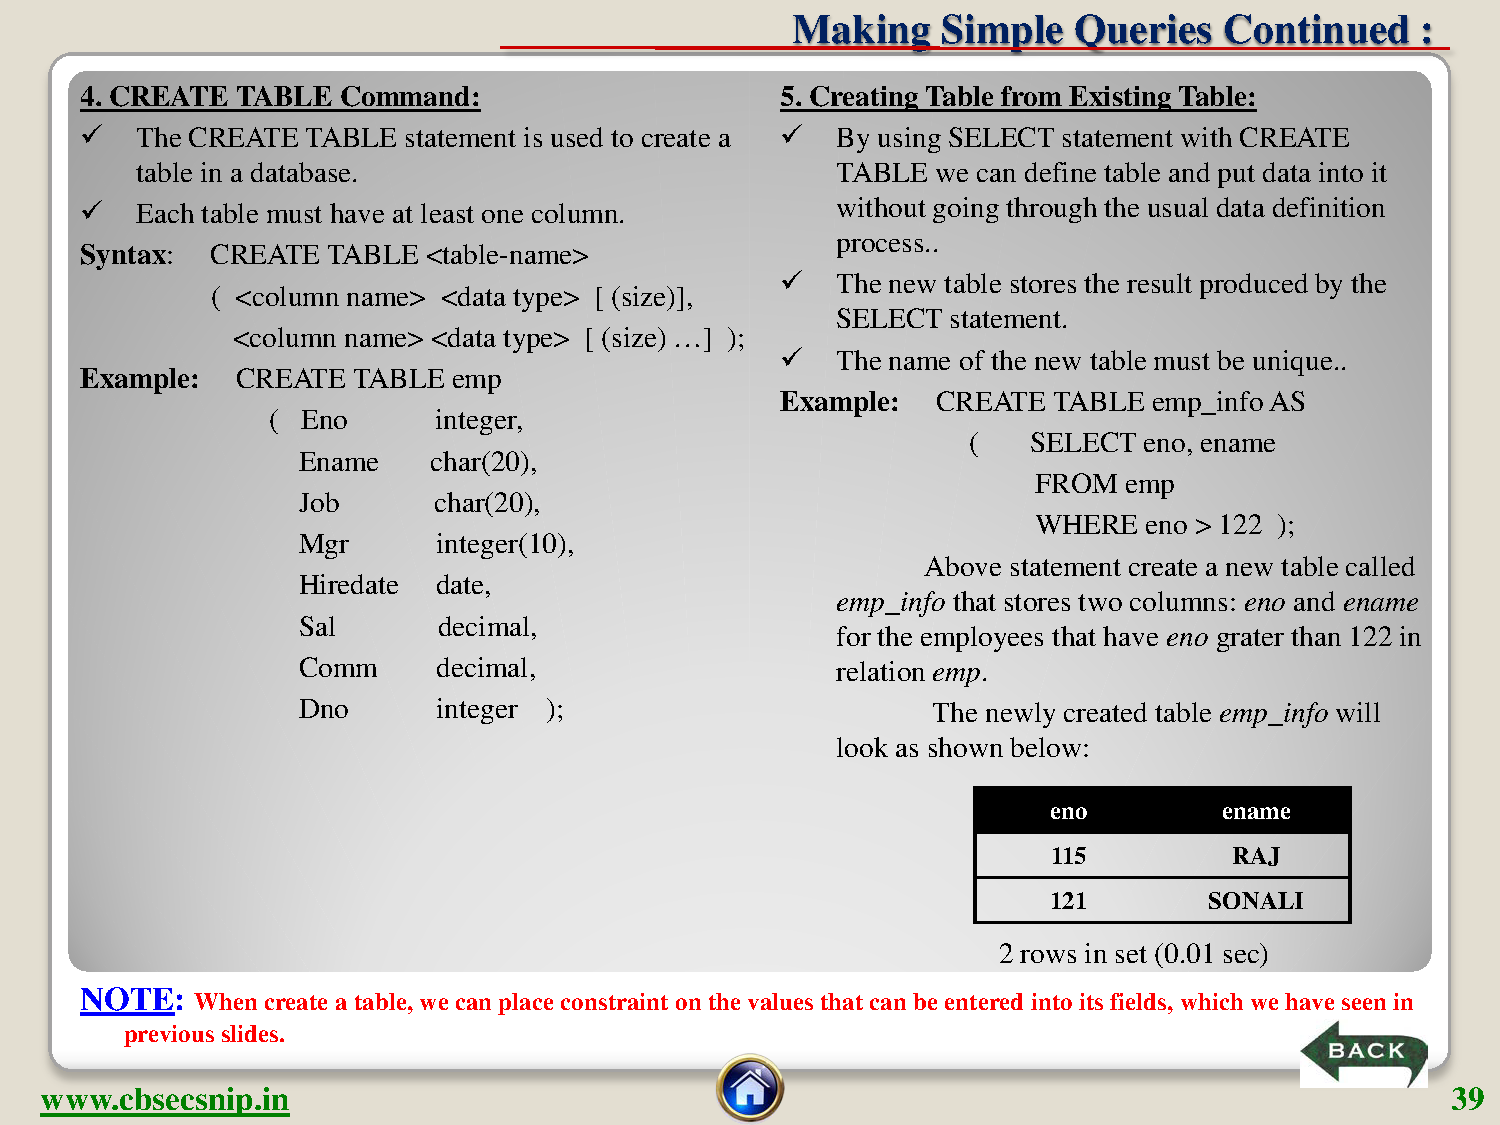 Making Simple Queries Continued :
4. CREATE TABLE Command:
✓ The CREATE TABLE statement is used to create a
table in a database.
✓ Each table must have at least one column.
Syntax: CREATE TABLE <table-name>
( <column name> <data type> [ (size)],
<column name> <data type> [ (size) …] );
Example: CREATE TABLE emp
( Eno integer,
Ename char(20),
Job char(20),
Mgr integer(10),
Hiredate date,
Sal decimal,
Comm decimal,
Dno integer );
5. Creating Table from Existing Table:
✓ By using SELECT statement with CREATE
TABLE we can define table and put data into it
without going through the usual data definition
process..
✓ The new table stores the result produced by the
SELECT statement.
✓ The name of the new table must be unique..
Example: CREATE TABLE emp_info AS
( SELECT eno, ename
FROM emp
WHERE eno > 122 );
Above statement create a new table called
emp_info that stores two columns: eno and ename
for the employees that have eno grater than 122 in
relation emp.
The newly created table emp_info will
look as shown below:
eno ename
115 RAJ
121 SONALI
2 rows in set (0.01 sec)
NOTE: When create a table, we can place constraint on the values that can be entered into its fields, which we have seen in
previous slides.
BACK
www.cbsecsnip.in
39